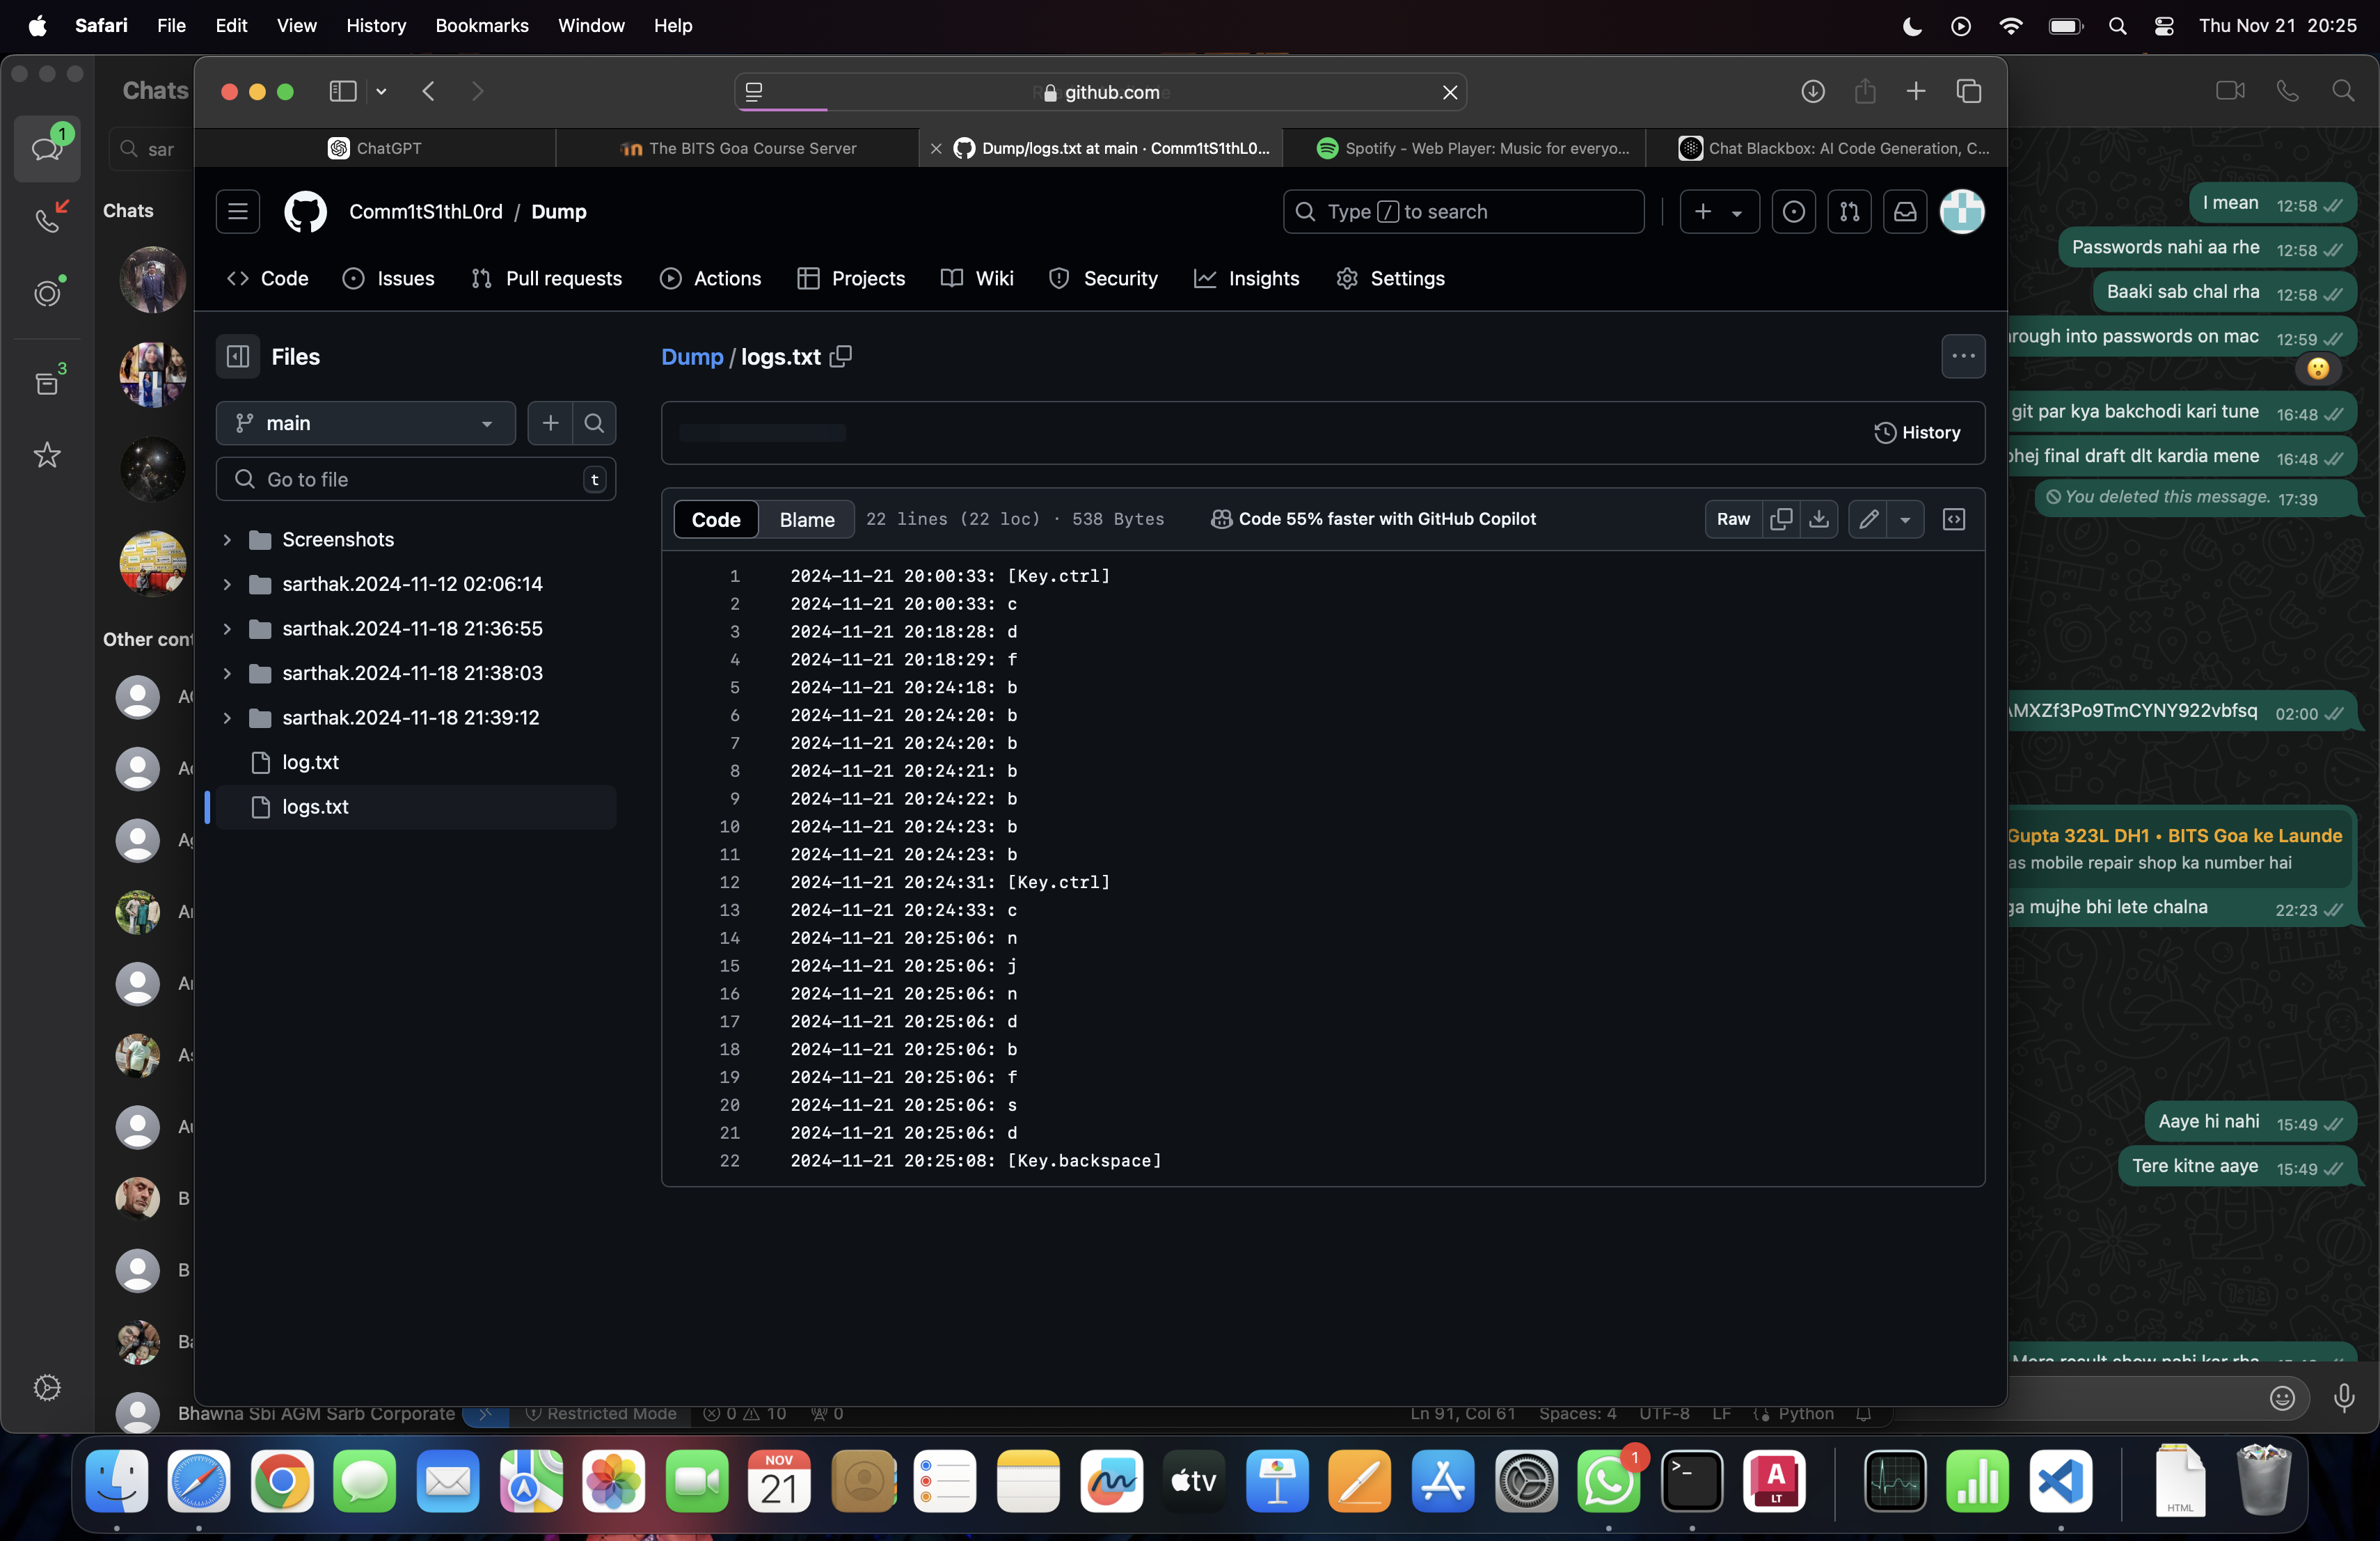 Safari File Edit View History Bookmarks Window Help Thu Nov 21 20:25
Chats
1
sar
3
Chats
Other cont
Bhawna Sbi AGM Sarb Corporate
github.com
ChatGPT
The BITS Goa Course Server
Dump/logs.txt at main · Comm1tS1thL0...
Spotify - Web Player: Music for everyo...
Chat Blackbox: AI Code Generation, C...
Comm1tS1thL0rd / Dump
Type / to search
Code Issues Pull requests Actions Projects Wiki Security Insights Settings
Files
main
Go to file t
Screenshots
sarthak.2024-11-12 02:06:14
sarthak.2024-11-18 21:36:55
sarthak.2024-11-18 21:38:03
sarthak.2024-11-18 21:39:12
log.txt
logs.txt
Dump / logs.txt
History
Code Blame 22 lines (22 loc) · 538 Bytes Code 55% faster with GitHub Copilot Raw
1 2024-11-21 20:00:33: [Key.ctrl]
2 2024-11-21 20:00:33: c
3 2024-11-21 20:18:28: d
4 2024-11-21 20:18:29: f
5 2024-11-21 20:24:18: b
6 2024-11-21 20:24:20: b
7 2024-11-21 20:24:20: b
8 2024-11-21 20:24:21: b
9 2024-11-21 20:24:22: b
10 2024-11-21 20:24:23: b
11 2024-11-21 20:24:23: b
12 2024-11-21 20:24:31: [Key.ctrl]
13 2024-11-21 20:24:33: c
14 2024-11-21 20:25:06: n
15 2024-11-21 20:25:06: j
16 2024-11-21 20:25:06: n
17 2024-11-21 20:25:06: d
18 2024-11-21 20:25:06: b
19 2024-11-21 20:25:06: f
20 2024-11-21 20:25:06: s
21 2024-11-21 20:25:06: d
22 2024-11-21 20:25:08: [Key.backspace]
I mean 12:58
Passwords nahi aa rhe 12:58
Baaki sab chal rha 12:58
rough into passwords on mac 12:59
git par kya bakchodi kari tune 16:48
bhej final draft dlt kardia mene 16:48
You deleted this message. 17:39
MXZf3Po9TmCYNY922vbfsq 02:00
Gupta 323L DH1 • BITS Goa ke Launde
as mobile repair shop ka number hai
ga mujhe bhi lete chalna 22:23
Aaye hi nahi 15:49
Tere kitne aaye 15:49
Mera result show nahi kar rha
Restricted Mode 0 10 0 Ln 91, Col 61 Spaces: 4 UTF-8 LF Python
NOV
21
tv
1
A
LT
HTML